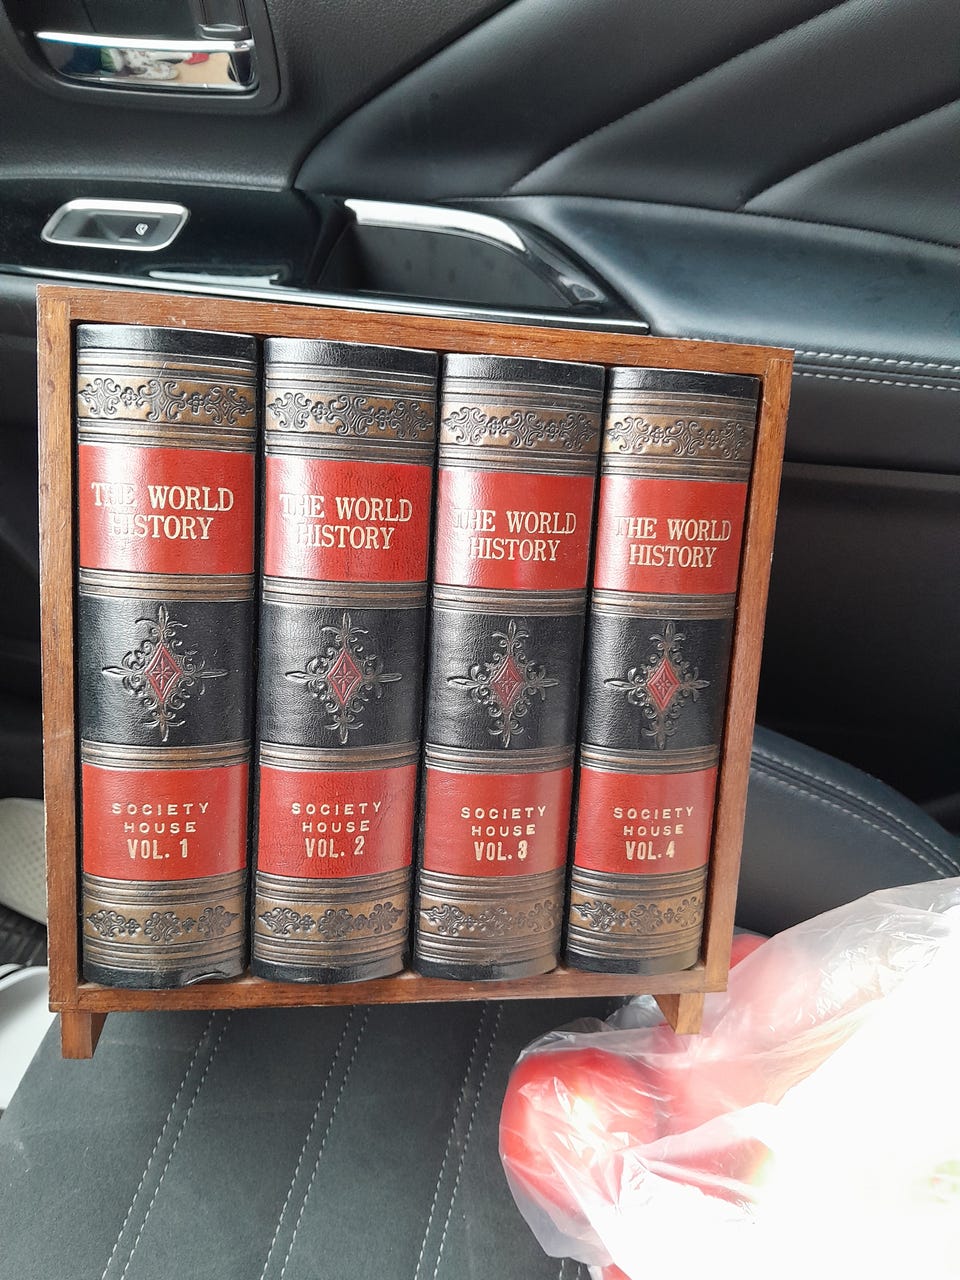 THE WORLD
HISTORY
SOCIETY
HOUSE
VOL. 1
THE WORLD
HISTORY
SOCIETY
HOUSE
VOL. 2
THE WORLD
HISTORY
SOCIETY
HOUSE
VOL. 3
THE WORLD
HISTORY
SOCIETY
HOUSE
VOL. 4